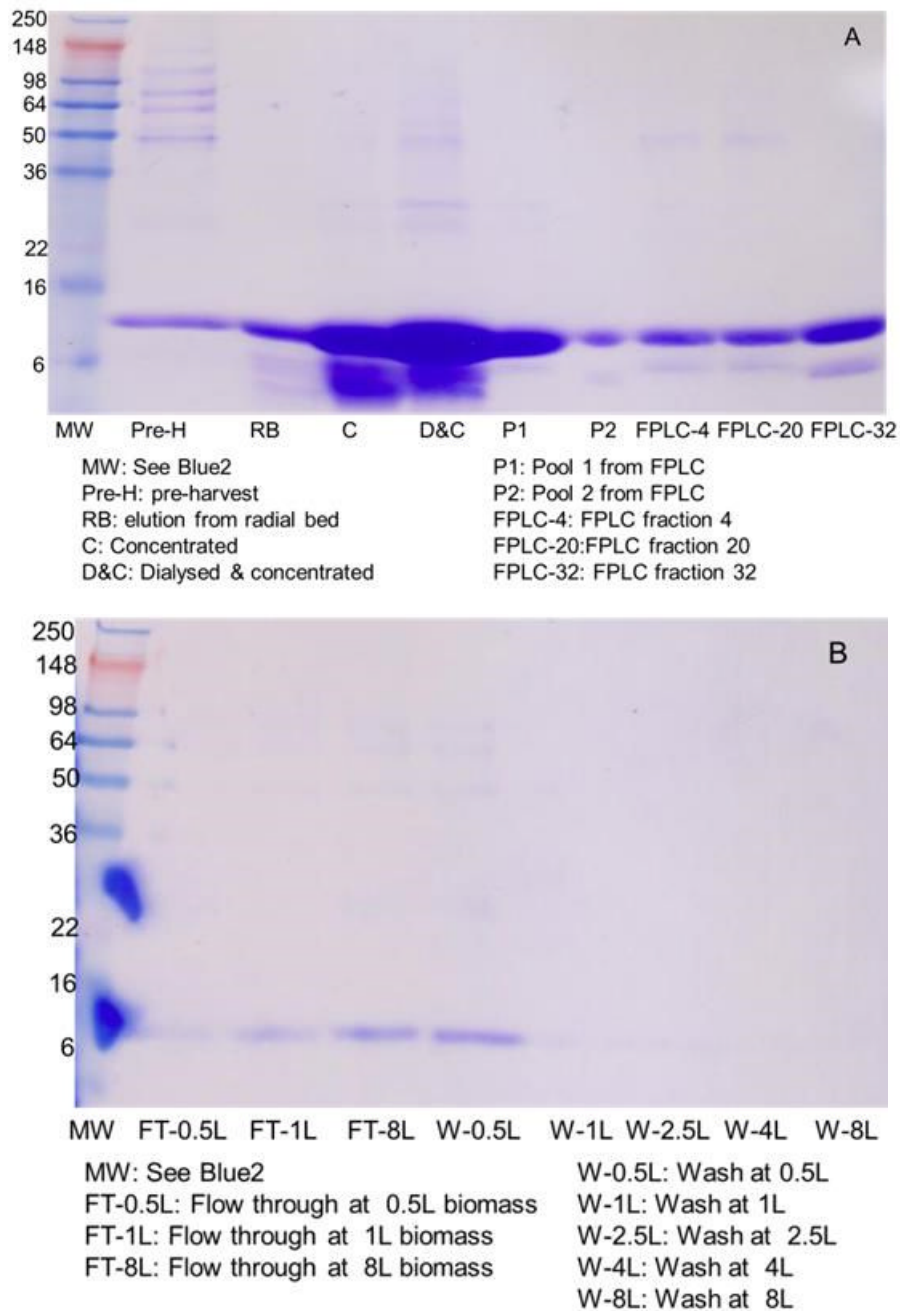 A
250
148
98
64
50
36
22
16
6
MW Pre-H RB C D&C P1 P2 FPLC-4 FPLC-20 FPLC-32
MW: See Blue2
Pre-H: pre-harvest
RB: elution from radial bed
C: Concentrated
D&C: Dialysed & concentrated
P1: Pool 1 from FPLC
P2: Pool 2 from FPLC
FPLC-4: FPLC fraction 4
FPLC-20:FPLC fraction 20
FPLC-32: FPLC fraction 32
B
250
148
98
64
50
36
22
16
6
MW FT-0.5L FT-1L FT-8L W-0.5L W-1L W-2.5L W-4L W-8L
MW: See Blue2
FT-0.5L: Flow through at 0.5L biomass
FT-1L: Flow through at 1L biomass
FT-8L: Flow through at 8L biomass
W-0.5L: Wash at 0.5L
W-1L: Wash at 1L
W-2.5L: Wash at 2.5L
W-4L: Wash at 4L
W-8L: Wash at 8L